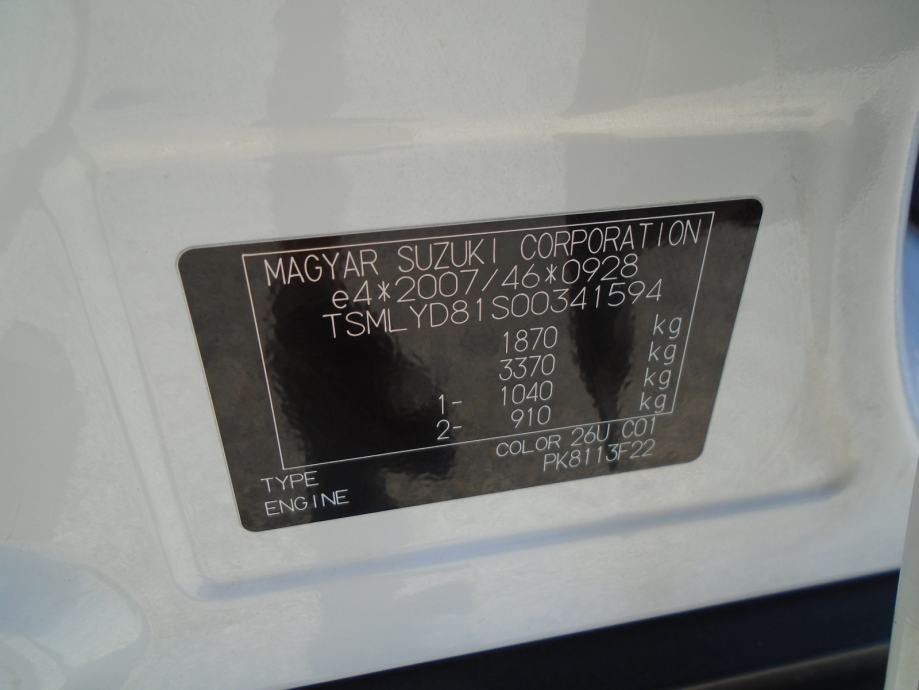 MAGYAR SUZUKI CORPORATION
e4*2007/46*0928
TSMLYD81S00341594
1870 kg
3370 kg
1- 1040 kg
2- 910 kg
COLOR 26U C01
TYPE PK8113F22
ENGINE